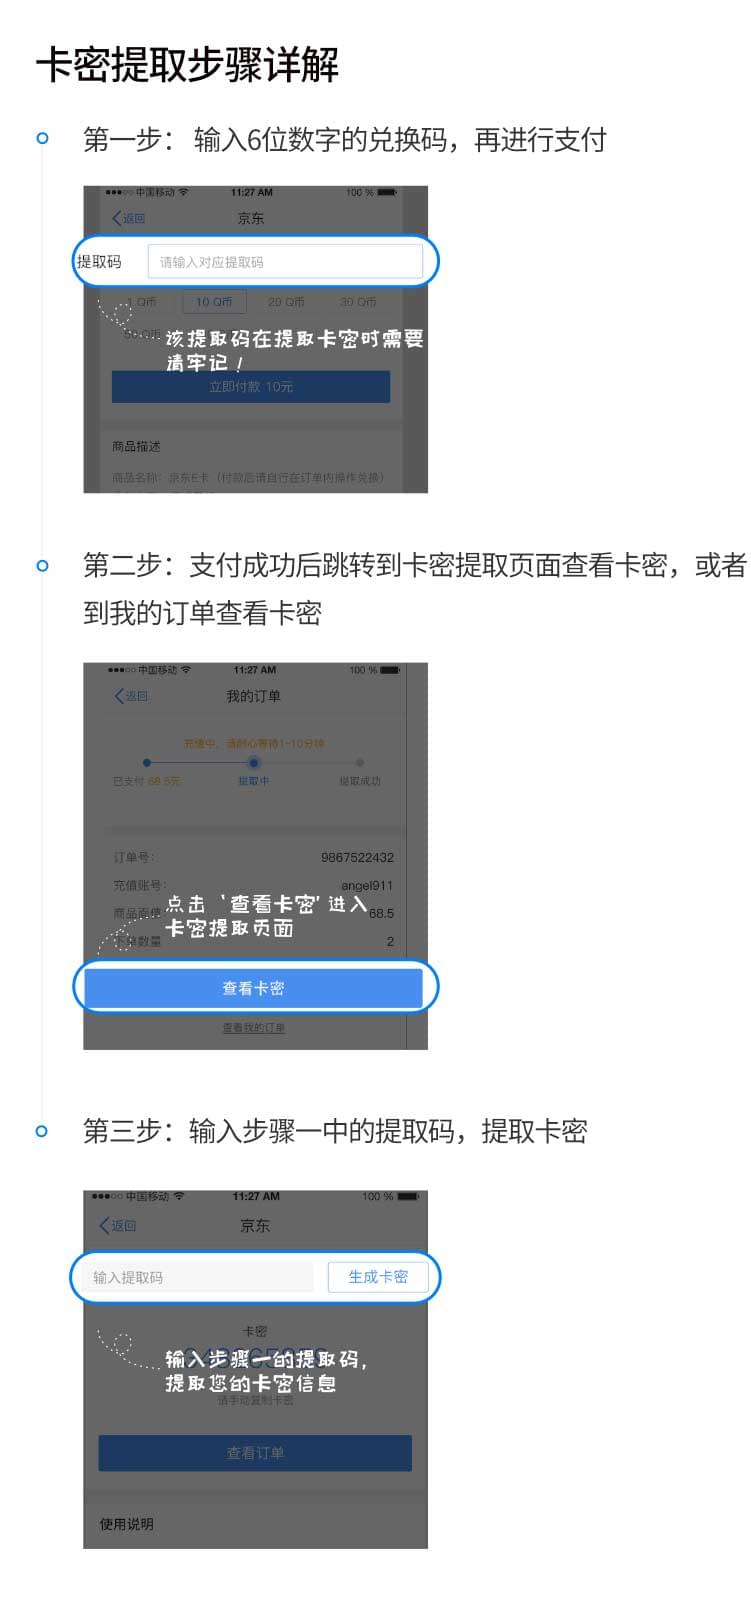 卡密提取步骤详解
第一步： 输入6位数字的兑换码，再进行支付
中国移动 11:27 AM 100 %
返回 京东
提取码 请输入对应提取码
1 Q币 10 Q币 20 Q币 30 Q币
50 Q币
该提取码在提取卡密时需要
请牢记！
立即付款 10元
商品描述
商品名称：京东E卡（付款后请自行在订单内操作兑换）
第二步：支付成功后跳转到卡密提取页面查看卡密，或者
到我的订单查看卡密
中国移动 11:27 AM 100 %
返回 我的订单
充值中，请耐心等待1-10分钟
已支付 68.5元 提取中 提取成功
订单号： 9867522432
充值账号： angel911
点击‘查看卡密’进入
商品面值 68.5
卡密提取页面
下单数量 2
查看卡密
查看我的订单
第三步：输入步骤一中的提取码，提取卡密
中国移动 11:27 AM 100 %
返回 京东
输入提取码 生成卡密
卡密
输入步骤一的提取码，
提取您的卡密信息
请手动复制卡密
查看订单
使用说明